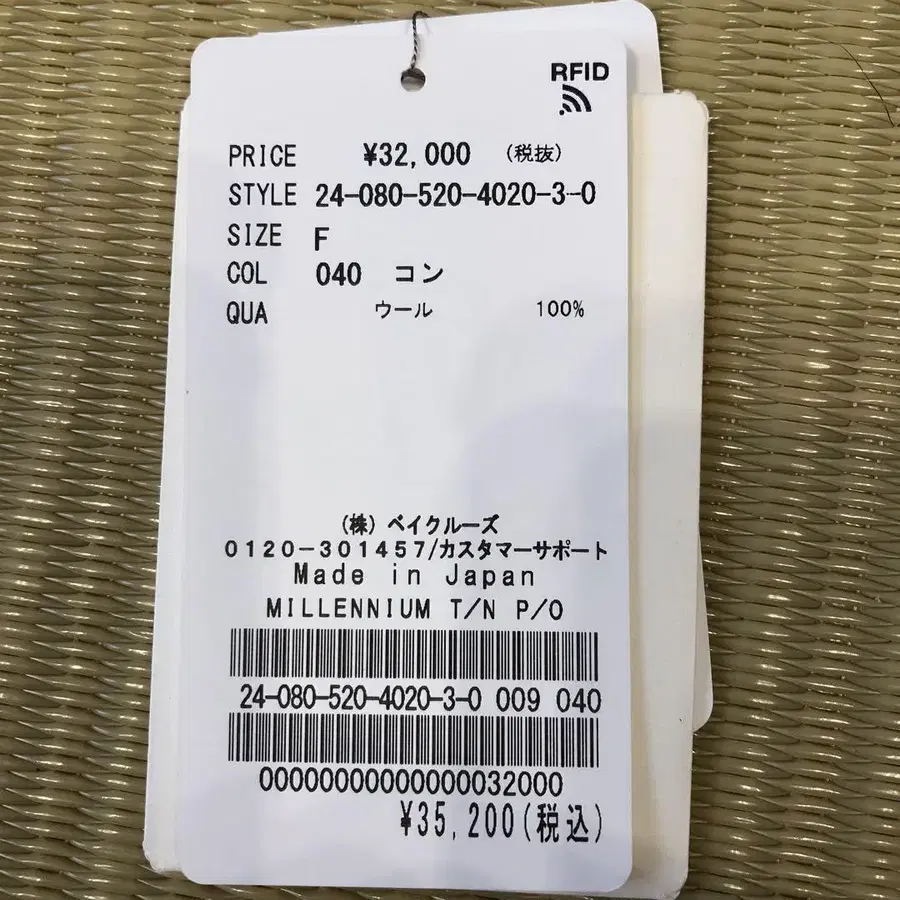 RFID
PRICE ¥32,000 (税抜)
STYLE 24-080-520-4020-3-0
SIZE F
COL 040 コン
QUA ウール 100%
(株) ベイクルーズ
0120-301457/カスタマーサポート
Made in Japan
MILLENNIUM T/N P/O
24-080-520-4020-3-0 009 040
00000000000000032000
¥35,200(税込)